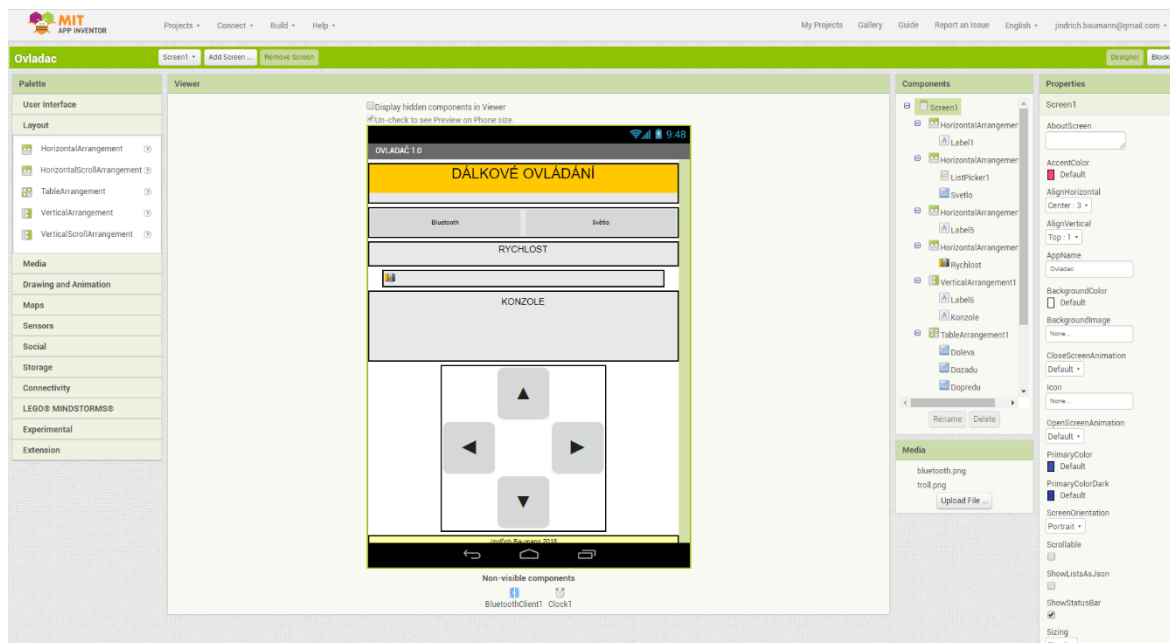 MIT
APP INVENTOR
Projects Connect Build Help
My Projects Gallery Guide Report an Issue English jindrich.baumann@gmail.com
Ovladac
Screen1 Add Screen ... Remove Screen
Designer Block
Palette
User Interface
Layout
HorizontalArrangement
HorizontalScrollArrangement
TableArrangement
VerticalArrangement
VerticalScrollArrangement
Media
Drawing and Animation
Maps
Sensors
Social
Storage
Connectivity
LEGO® MINDSTORMS®
Experimental
Extension
Viewer
Display hidden components in Viewer
Un-check to see Preview on Phone size.
9:48
OVLADAČ 1.0
DÁLKOVÉ OVLÁDÁNÍ
Bluetooth Světlo
RYCHLOST
KONZOLE
Jindřich Baumann 2018
Non-visible components
BluetoothClient1 Clock1
Components
Screen1
HorizontalArrangemer
Label1
HorizontalArrangemer
ListPicker1
Svetlo
HorizontalArrangemer
Label5
HorizontalArrangemer
Rychlost
VerticalArrangement1
Label6
Konzole
TableArrangement1
Doleva
Dozadu
Dopredu
Rename Delete
Media
bluetooth.png
troll.png
Upload File ...
Properties
Screen1
AboutScreen
AccentColor
Default
AlignHorizontal
Center : 3
AlignVertical
Top : 1
AppName
Ovladac
BackgroundColor
Default
BackgroundImage
None...
CloseScreenAnimation
Default
Icon
None...
OpenScreenAnimation
Default
PrimaryColor
Default
PrimaryColorDark
Default
ScreenOrientation
Portrait
Scrollable
ShowListsAsJson
ShowStatusBar
Sizing